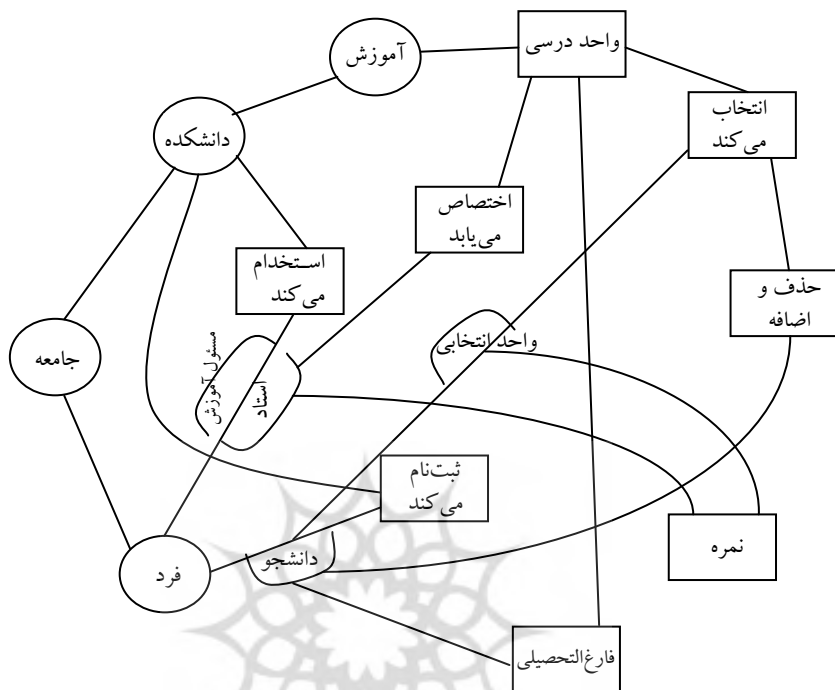 واحد درسی
آموزش
انتخاب
می‌کند
دانشکده
اختصاص
می‌یابد
استخدام
می‌کند
حذف و
اضافه
واحد انتخابی
جامعه
مسئول آموزش
استاد
ثبت‌نام
می‌کند
نمره
دانشجو
فرد
فارغ‌التحصیلی